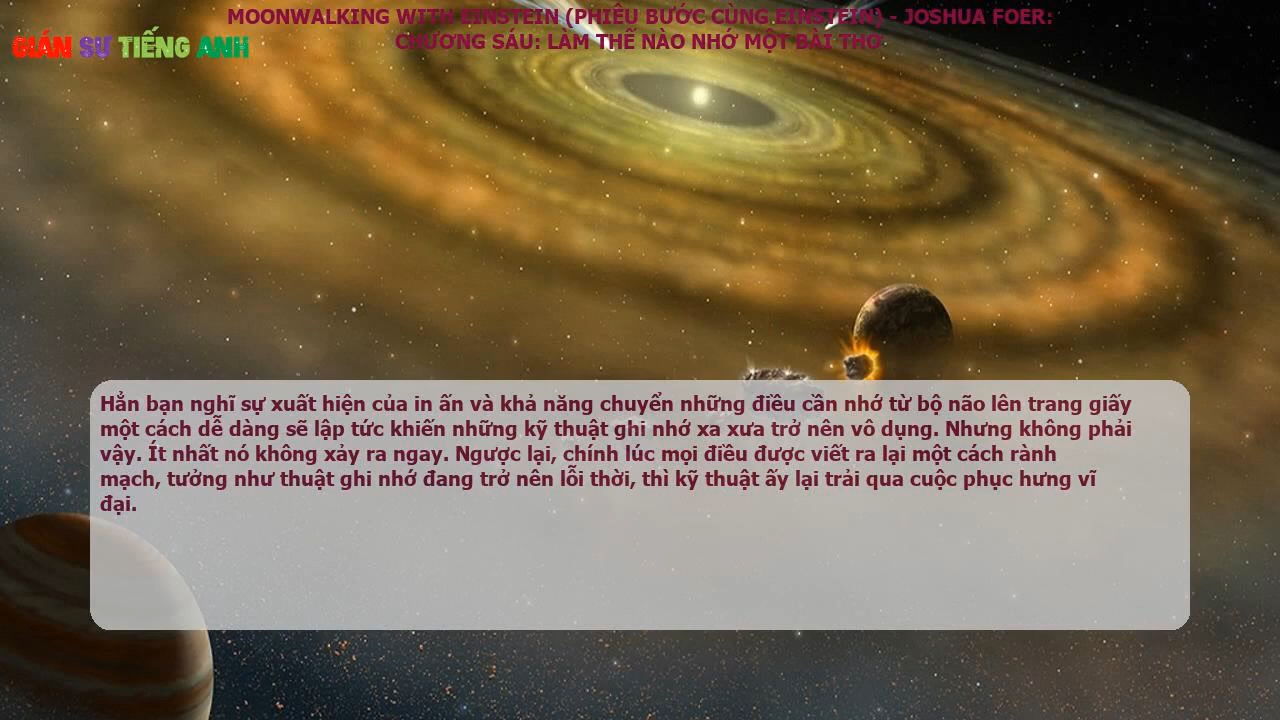 MOONWALKING WITH EINSTEIN (PHIÊU BƯỚC CÙNG EINSTEIN) - JOSHUA FOER:
CHƯƠNG SÁU: LÀM THẾ NÀO NHỚ MỘT BÀI THƠ
GIÁN SỰ TIẾNG ANH
Hẳn bạn nghĩ sự xuất hiện của in ấn và khả năng chuyển những điều cần nhớ từ bộ não lên trang giấy
một cách dễ dàng sẽ lập tức khiến những kỹ thuật ghi nhớ xa xưa trở nên vô dụng. Nhưng không phải
vậy. Ít nhất nó không xảy ra ngay. Ngược lại, chính lúc mọi điều được viết ra lại một cách rành
mạch, tưởng như thuật ghi nhớ đang trở nên lỗi thời, thì kỹ thuật ấy lại trải qua cuộc phục hưng vĩ
đại.